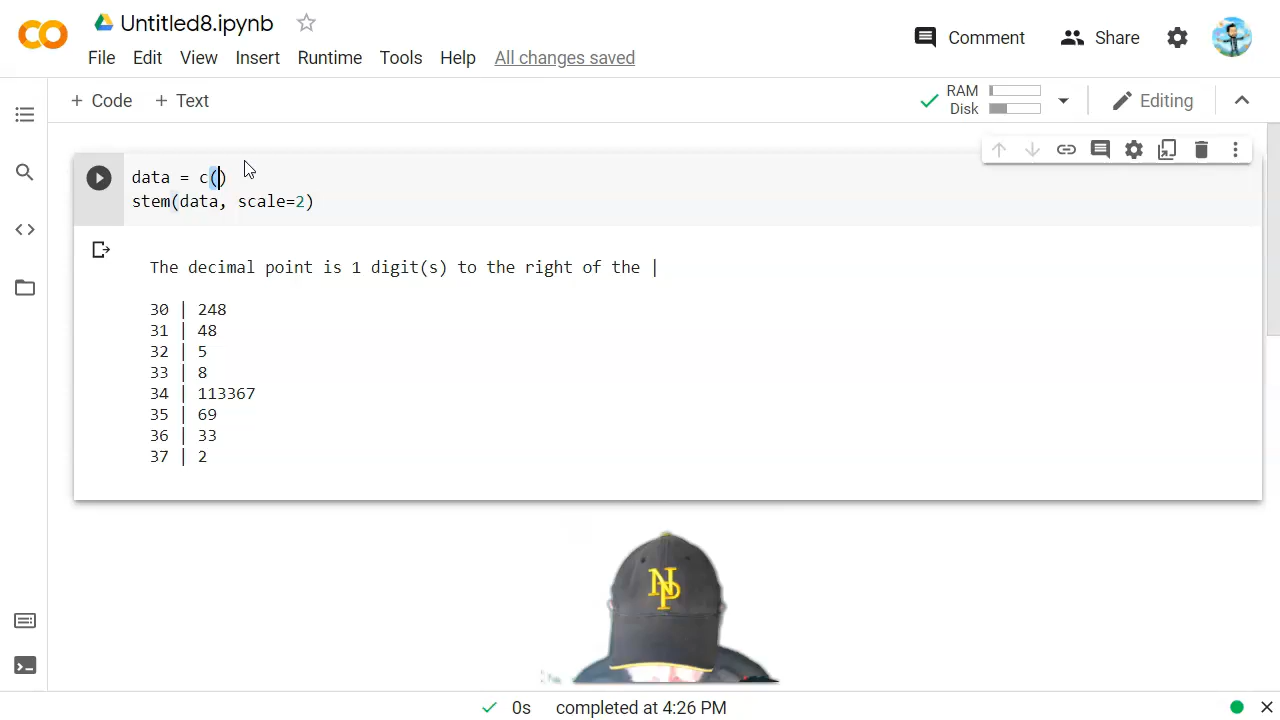 Untitled8.ipynb
Comment
Share
File Edit View Insert Runtime Tools Help All changes saved
+ Code + Text
RAM
Disk
Editing
data = c()
stem(data, scale=2)
The decimal point is 1 digit(s) to the right of the |
30 | 248
31 | 48
32 | 5
33 | 8
34 | 113367
35 | 69
36 | 33
37 | 2
NP
0s completed at 4:26 PM